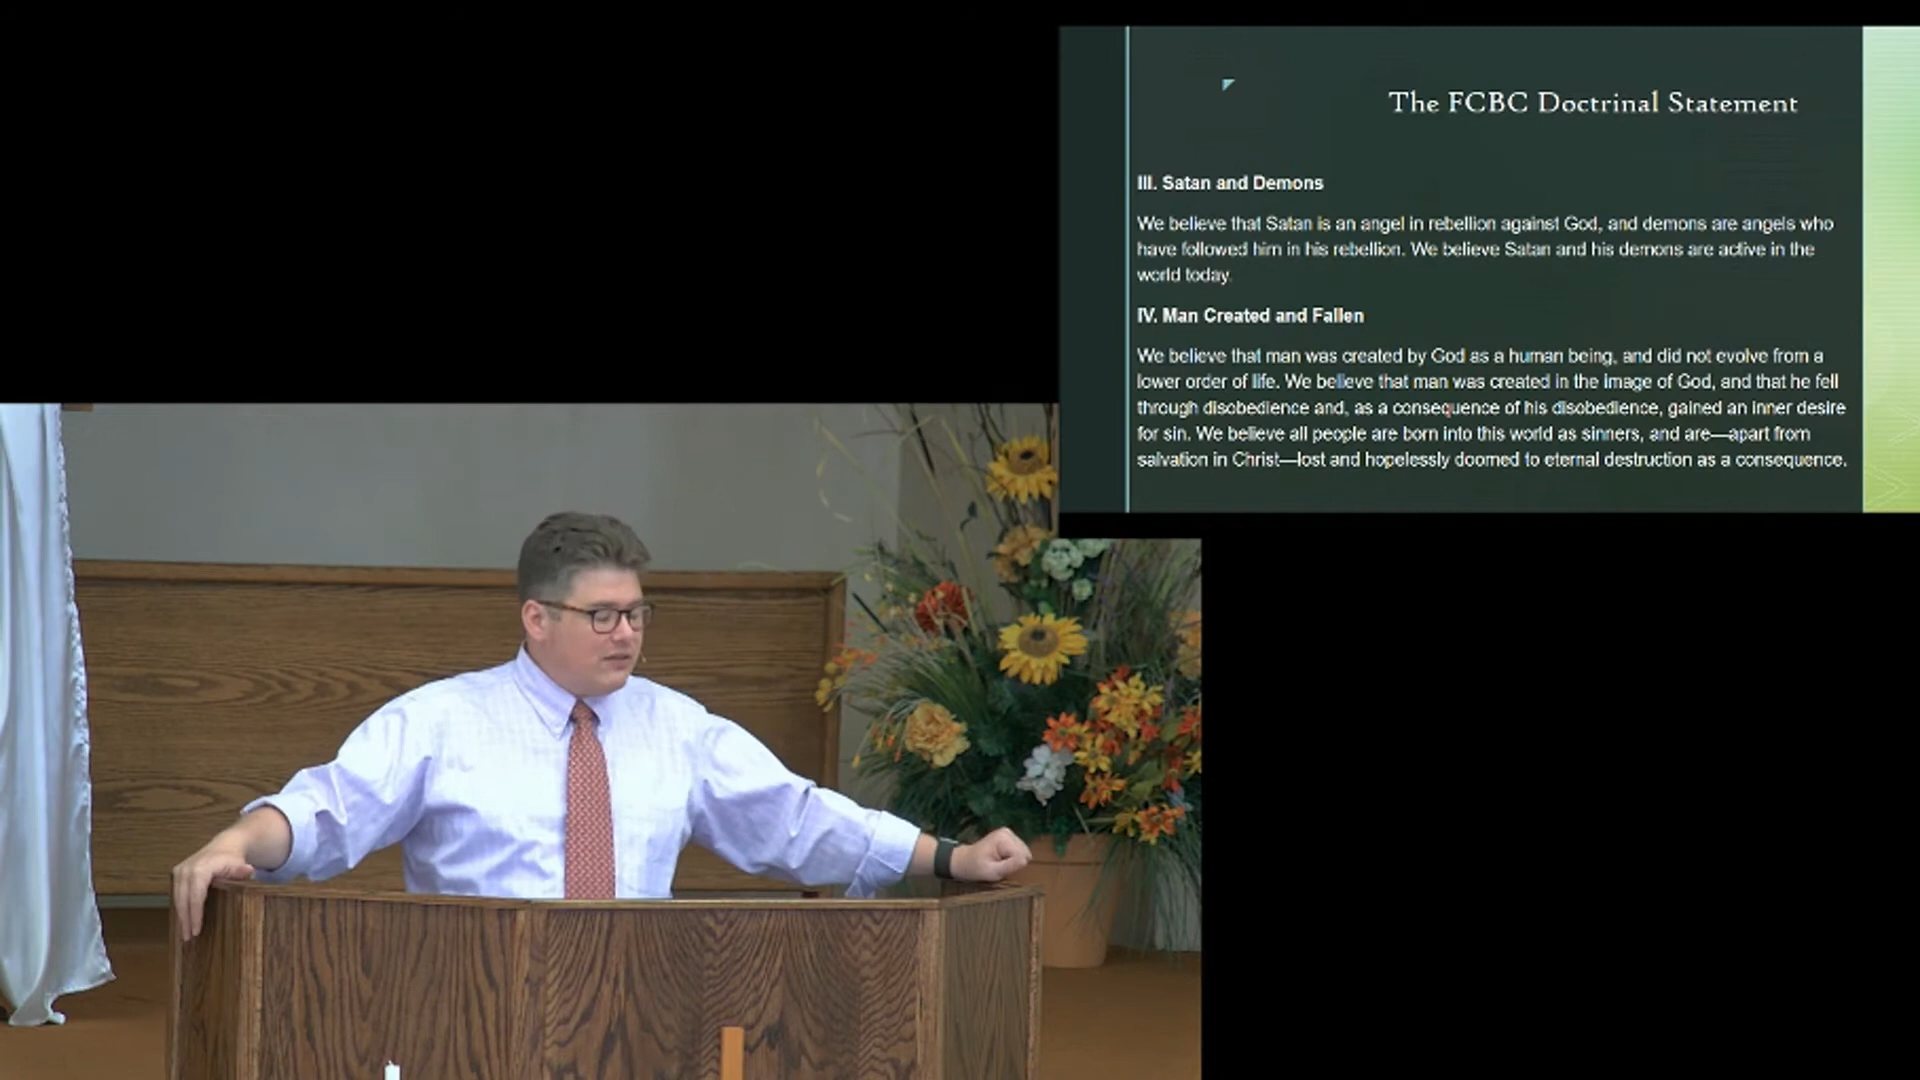 The FCBC Doctrinal Statement
III. Satan and Demons
We believe that Satan is an angel in rebellion against God, and demons are angels who
have followed him in his rebellion. We believe Satan and his demons are active in the
world today.
IV. Man Created and Fallen
We believe that man was created by God as a human being, and did not evolve from a
lower order of life. We believe that man was created in the image of God, and that he fell
through disobedience and, as a consequence of his disobedience, gained an inner desire
for sin. We believe all people are born into this world as sinners, and are—apart from
salvation in Christ—lost and hopelessly doomed to eternal destruction as a consequence.